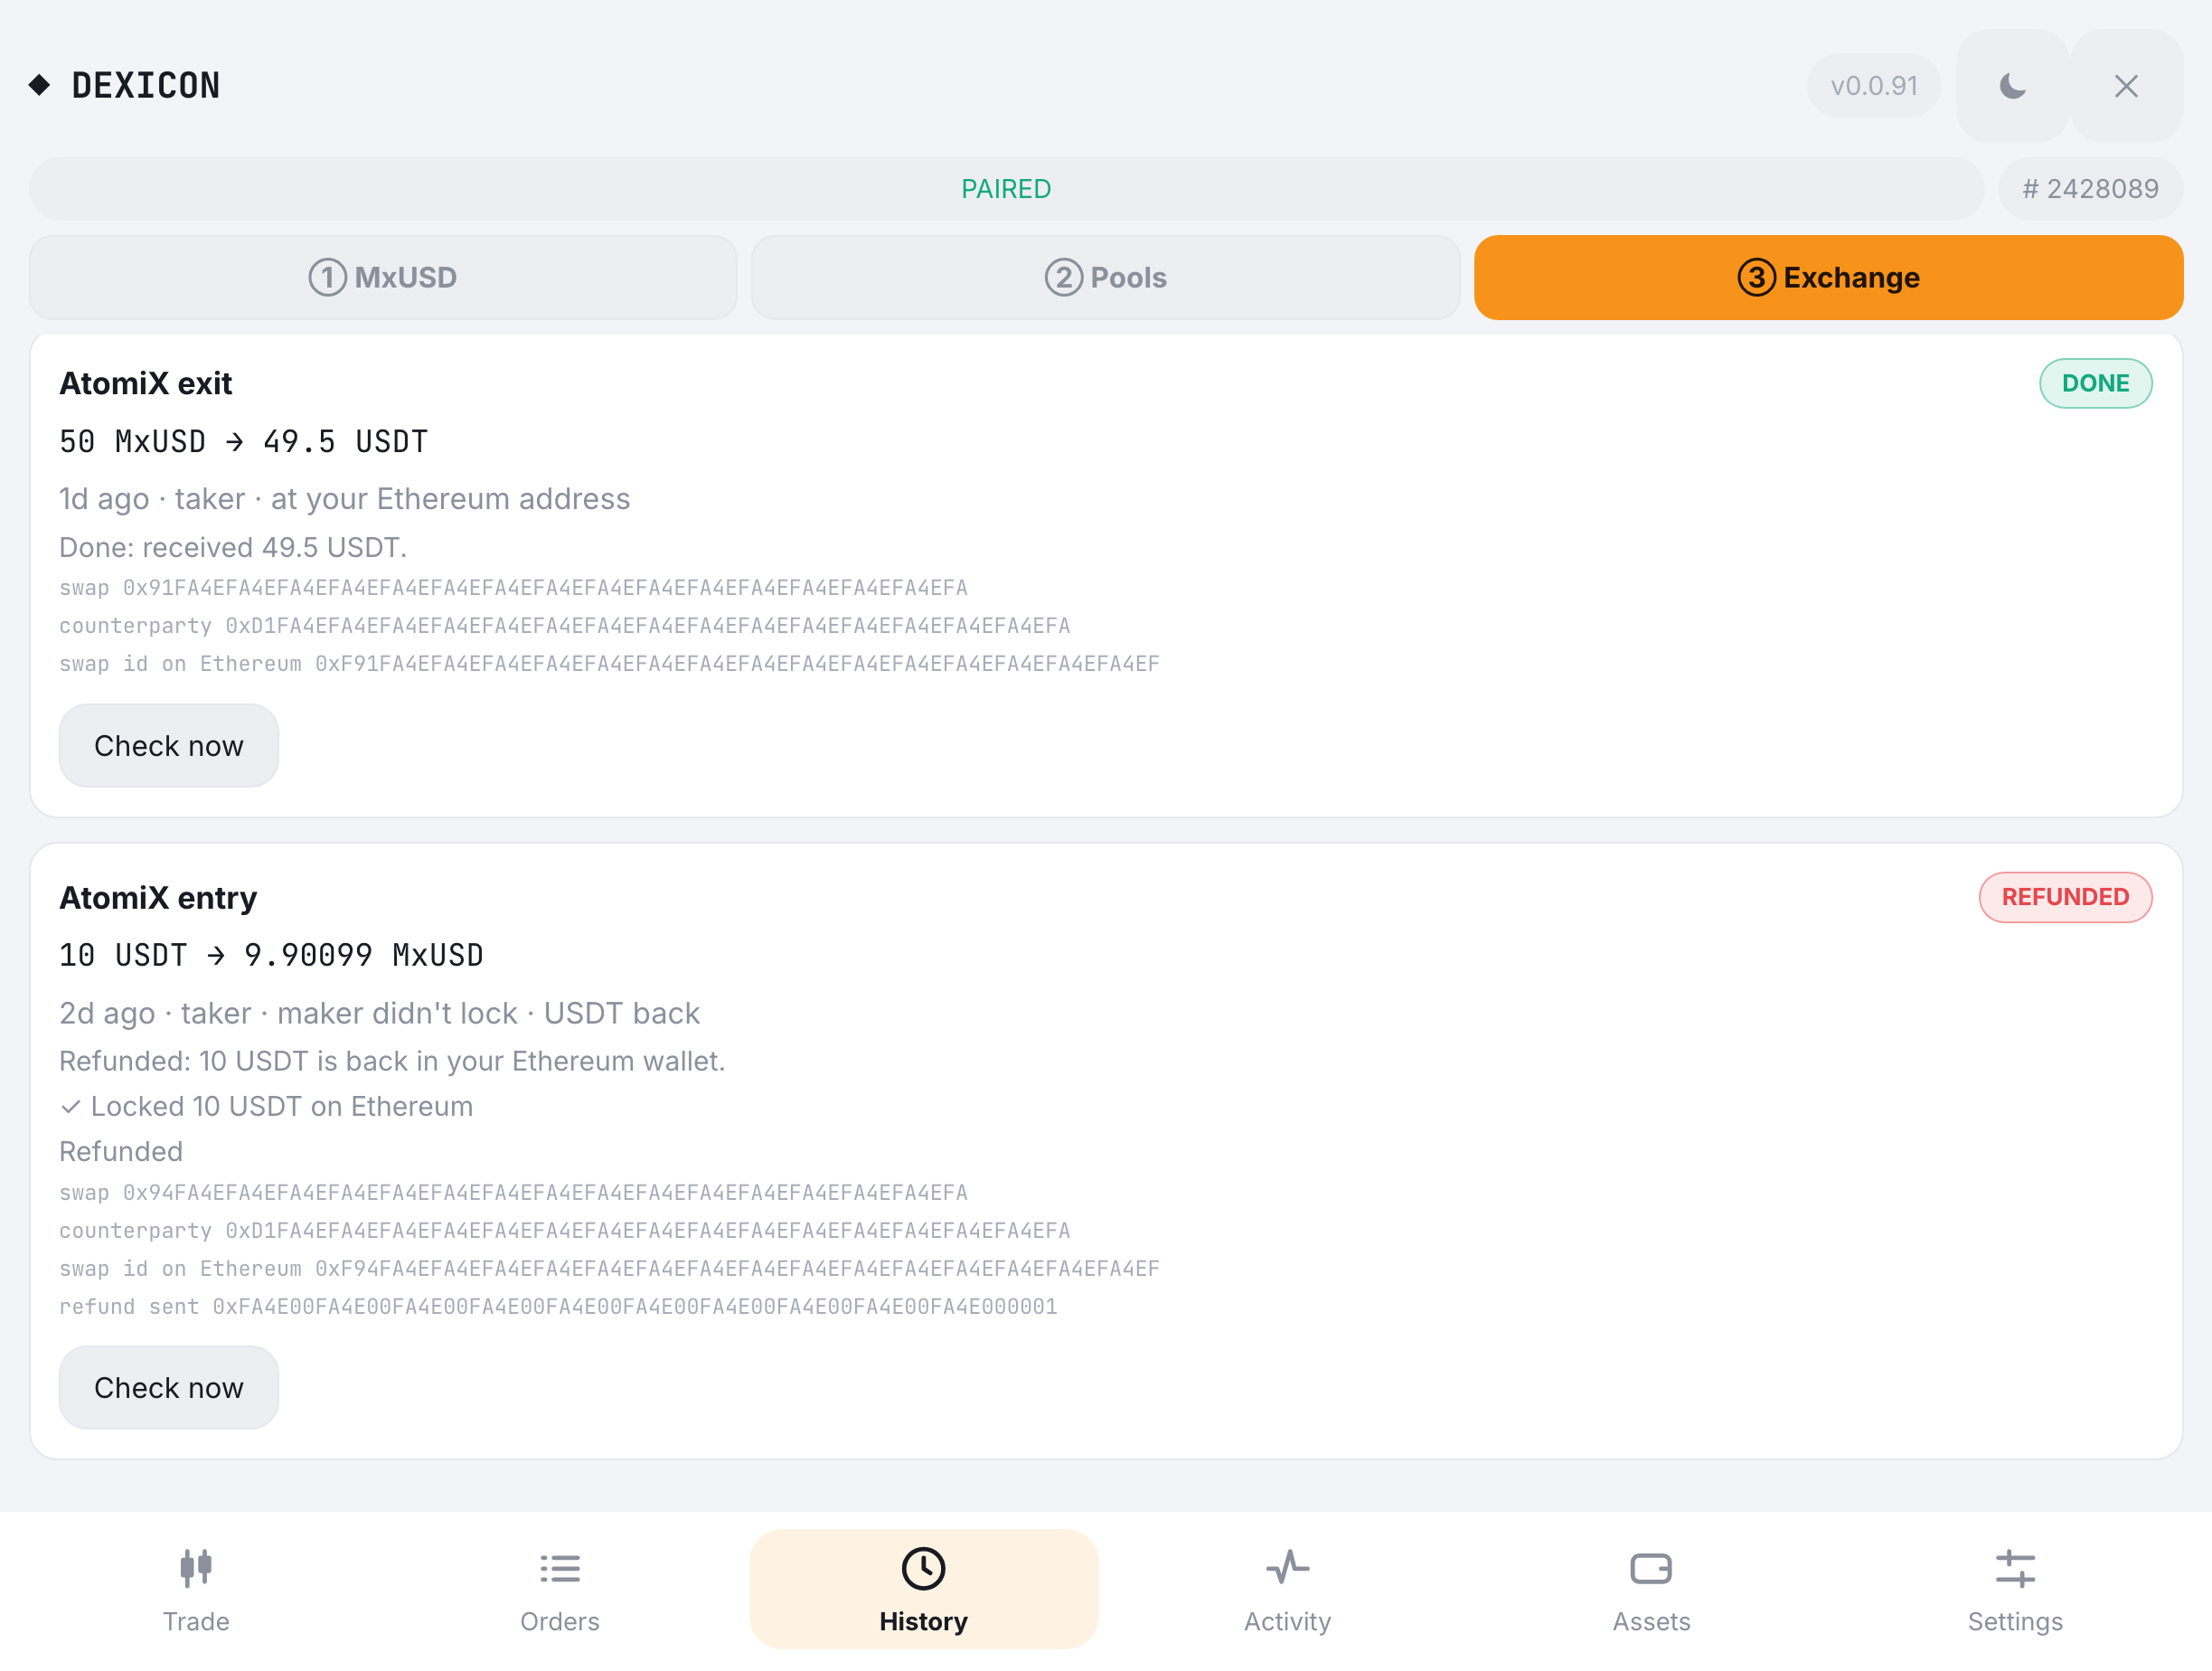 ◆ DEXICON
v0.0.91
PAIRED
# 2428089
① MxUSD
② Pools
③ Exchange
AtomiX exit
DONE
50 MxUSD → 49.5 USDT
1d ago · taker · at your Ethereum address
Done: received 49.5 USDT.
swap 0x91FA4EFA4EFA4EFA4EFA4EFA4EFA4EFA4EFA4EFA4EFA4EFA4EFA4EFA4EFA4EFA
counterparty 0xD1FA4EFA4EFA4EFA4EFA4EFA4EFA4EFA4EFA4EFA4EFA4EFA4EFA4EFA4EFA4EFA
swap id on Ethereum 0xF91FA4EFA4EFA4EFA4EFA4EFA4EFA4EFA4EFA4EFA4EFA4EFA4EFA4EFA4EFA4EFA4EF
Check now
AtomiX entry
REFUNDED
10 USDT → 9.90099 MxUSD
2d ago · taker · maker didn't lock · USDT back
Refunded: 10 USDT is back in your Ethereum wallet.
✓ Locked 10 USDT on Ethereum
Refunded
swap 0x94FA4EFA4EFA4EFA4EFA4EFA4EFA4EFA4EFA4EFA4EFA4EFA4EFA4EFA4EFA4EFA
counterparty 0xD1FA4EFA4EFA4EFA4EFA4EFA4EFA4EFA4EFA4EFA4EFA4EFA4EFA4EFA4EFA4EFA
swap id on Ethereum 0xF94FA4EFA4EFA4EFA4EFA4EFA4EFA4EFA4EFA4EFA4EFA4EFA4EFA4EFA4EFA4EFA4EF
refund sent 0xFA4E00FA4E00FA4E00FA4E00FA4E00FA4E00FA4E00FA4E00FA4E00FA4E000001
Check now
Trade
Orders
History
Activity
Assets
Settings